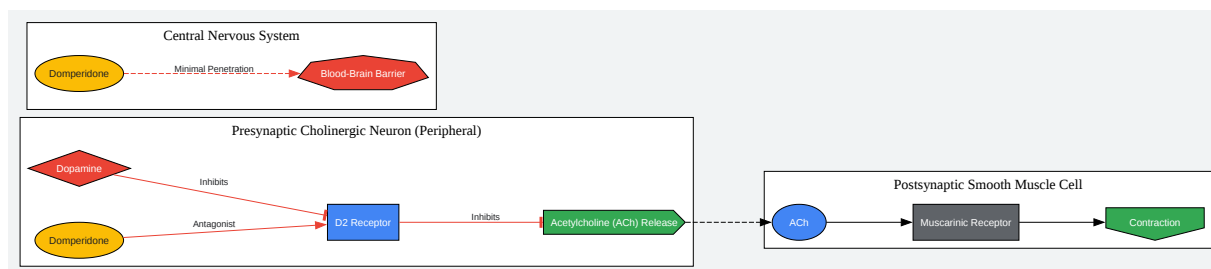 Central Nervous System
Domperidone
Minimal Penetration
Blood-Brain Barrier
Presynaptic Cholinergic Neuron (Peripheral)
Dopamine
Inhibits
Domperidone
Antagonist
D2 Receptor
Inhibits
Acetylcholine (ACh) Release
Postsynaptic Smooth Muscle Cell
ACh
Muscarinic Receptor
Contraction